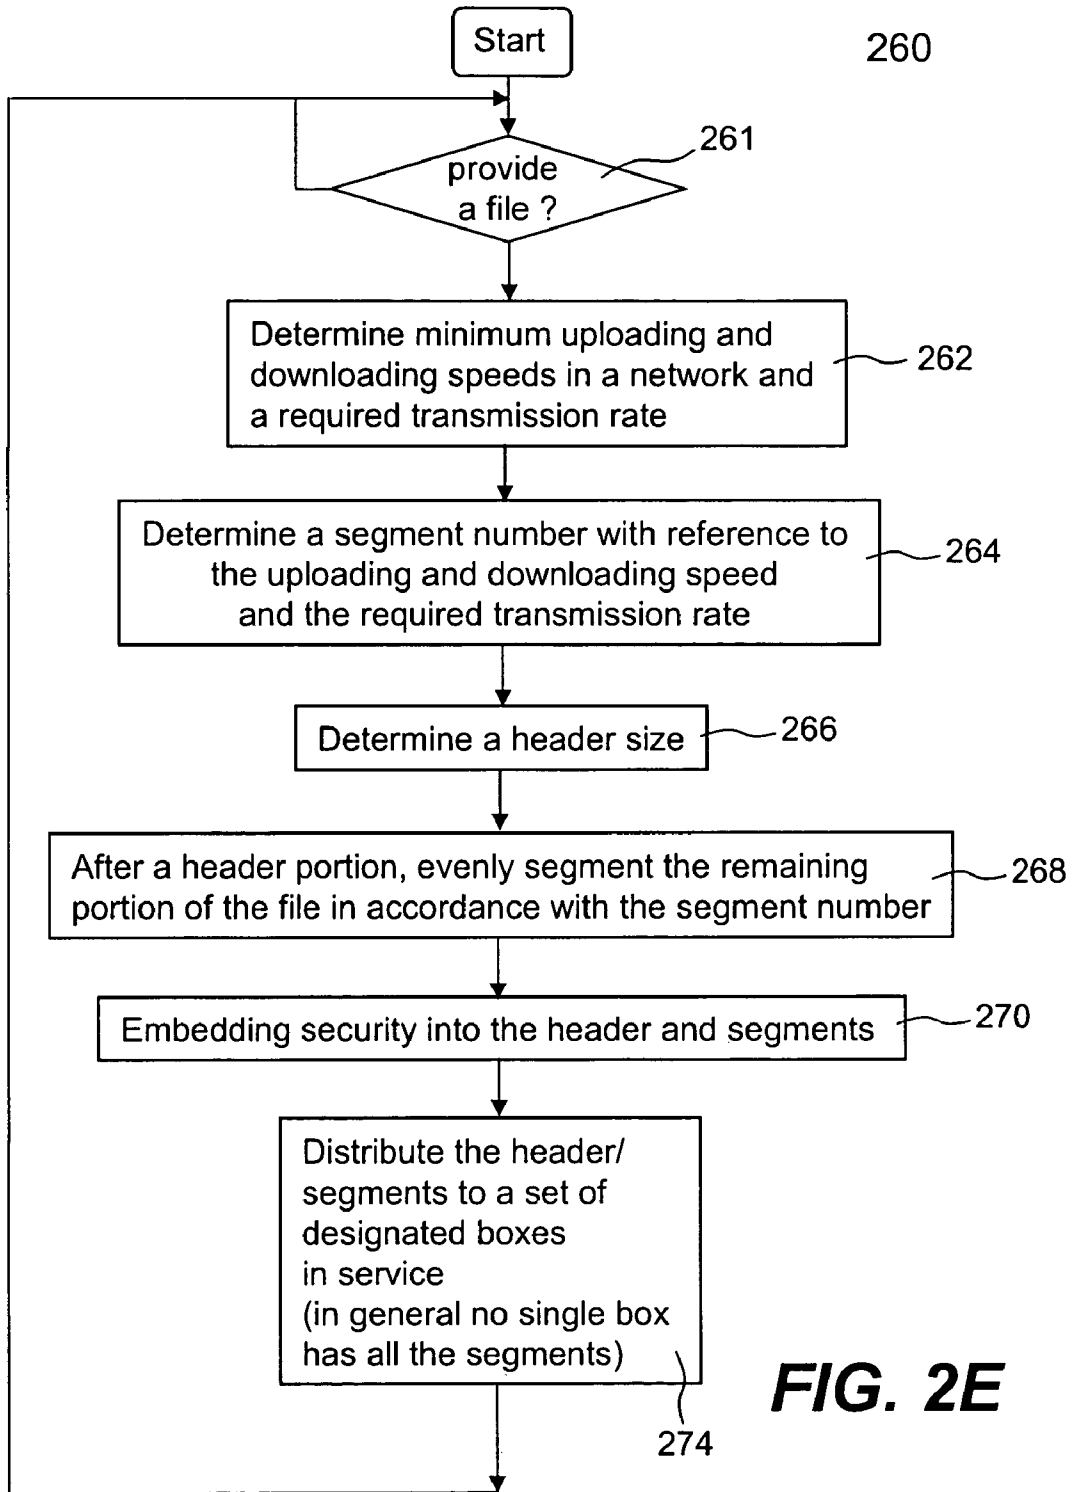 Start
260
provide
a file ?
261
Determine minimum uploading and
downloading speeds in a network and
a required transmission rate
262
Determine a segment number with reference to
the uploading and downloading speed
and the required transmission rate
264
Determine a header size
266
After a header portion, evenly segment the remaining
portion of the file in accordance with the segment number
268
Embedding security into the header and segments
270
Distribute the header/
segments to a set of
designated boxes
in service
(in general no single box
has all the segments)
274
FIG. 2E